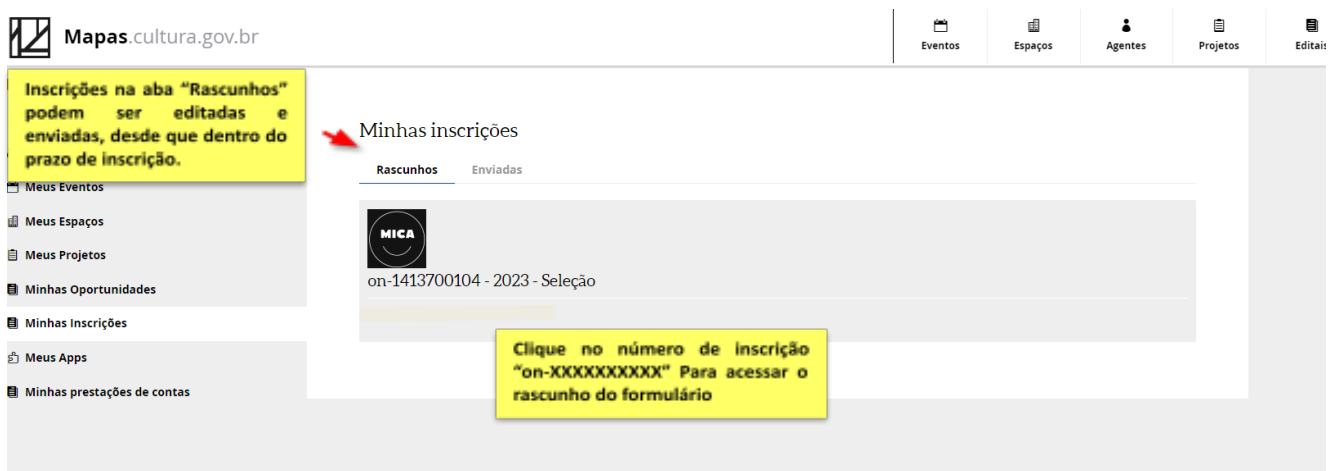 Mapas.cultura.gov.br
Eventos
Espaços
Agentes
Projetos
Editais
Inscrições na aba “Rascunhos”
podem ser editadas e
enviadas, desde que dentro do
prazo de inscrição.
Minhas inscrições
Rascunhos Enviadas
Meus Eventos
Meus Espaços
Meus Projetos
Minhas Oportunidades
Minhas Inscrições
Meus Apps
Minhas prestações de contas
MICA
on-1413700104 - 2023 - Seleção
Clique no número de inscrição
“on-XXXXXXXXXX” Para acessar o
rascunho do formulário